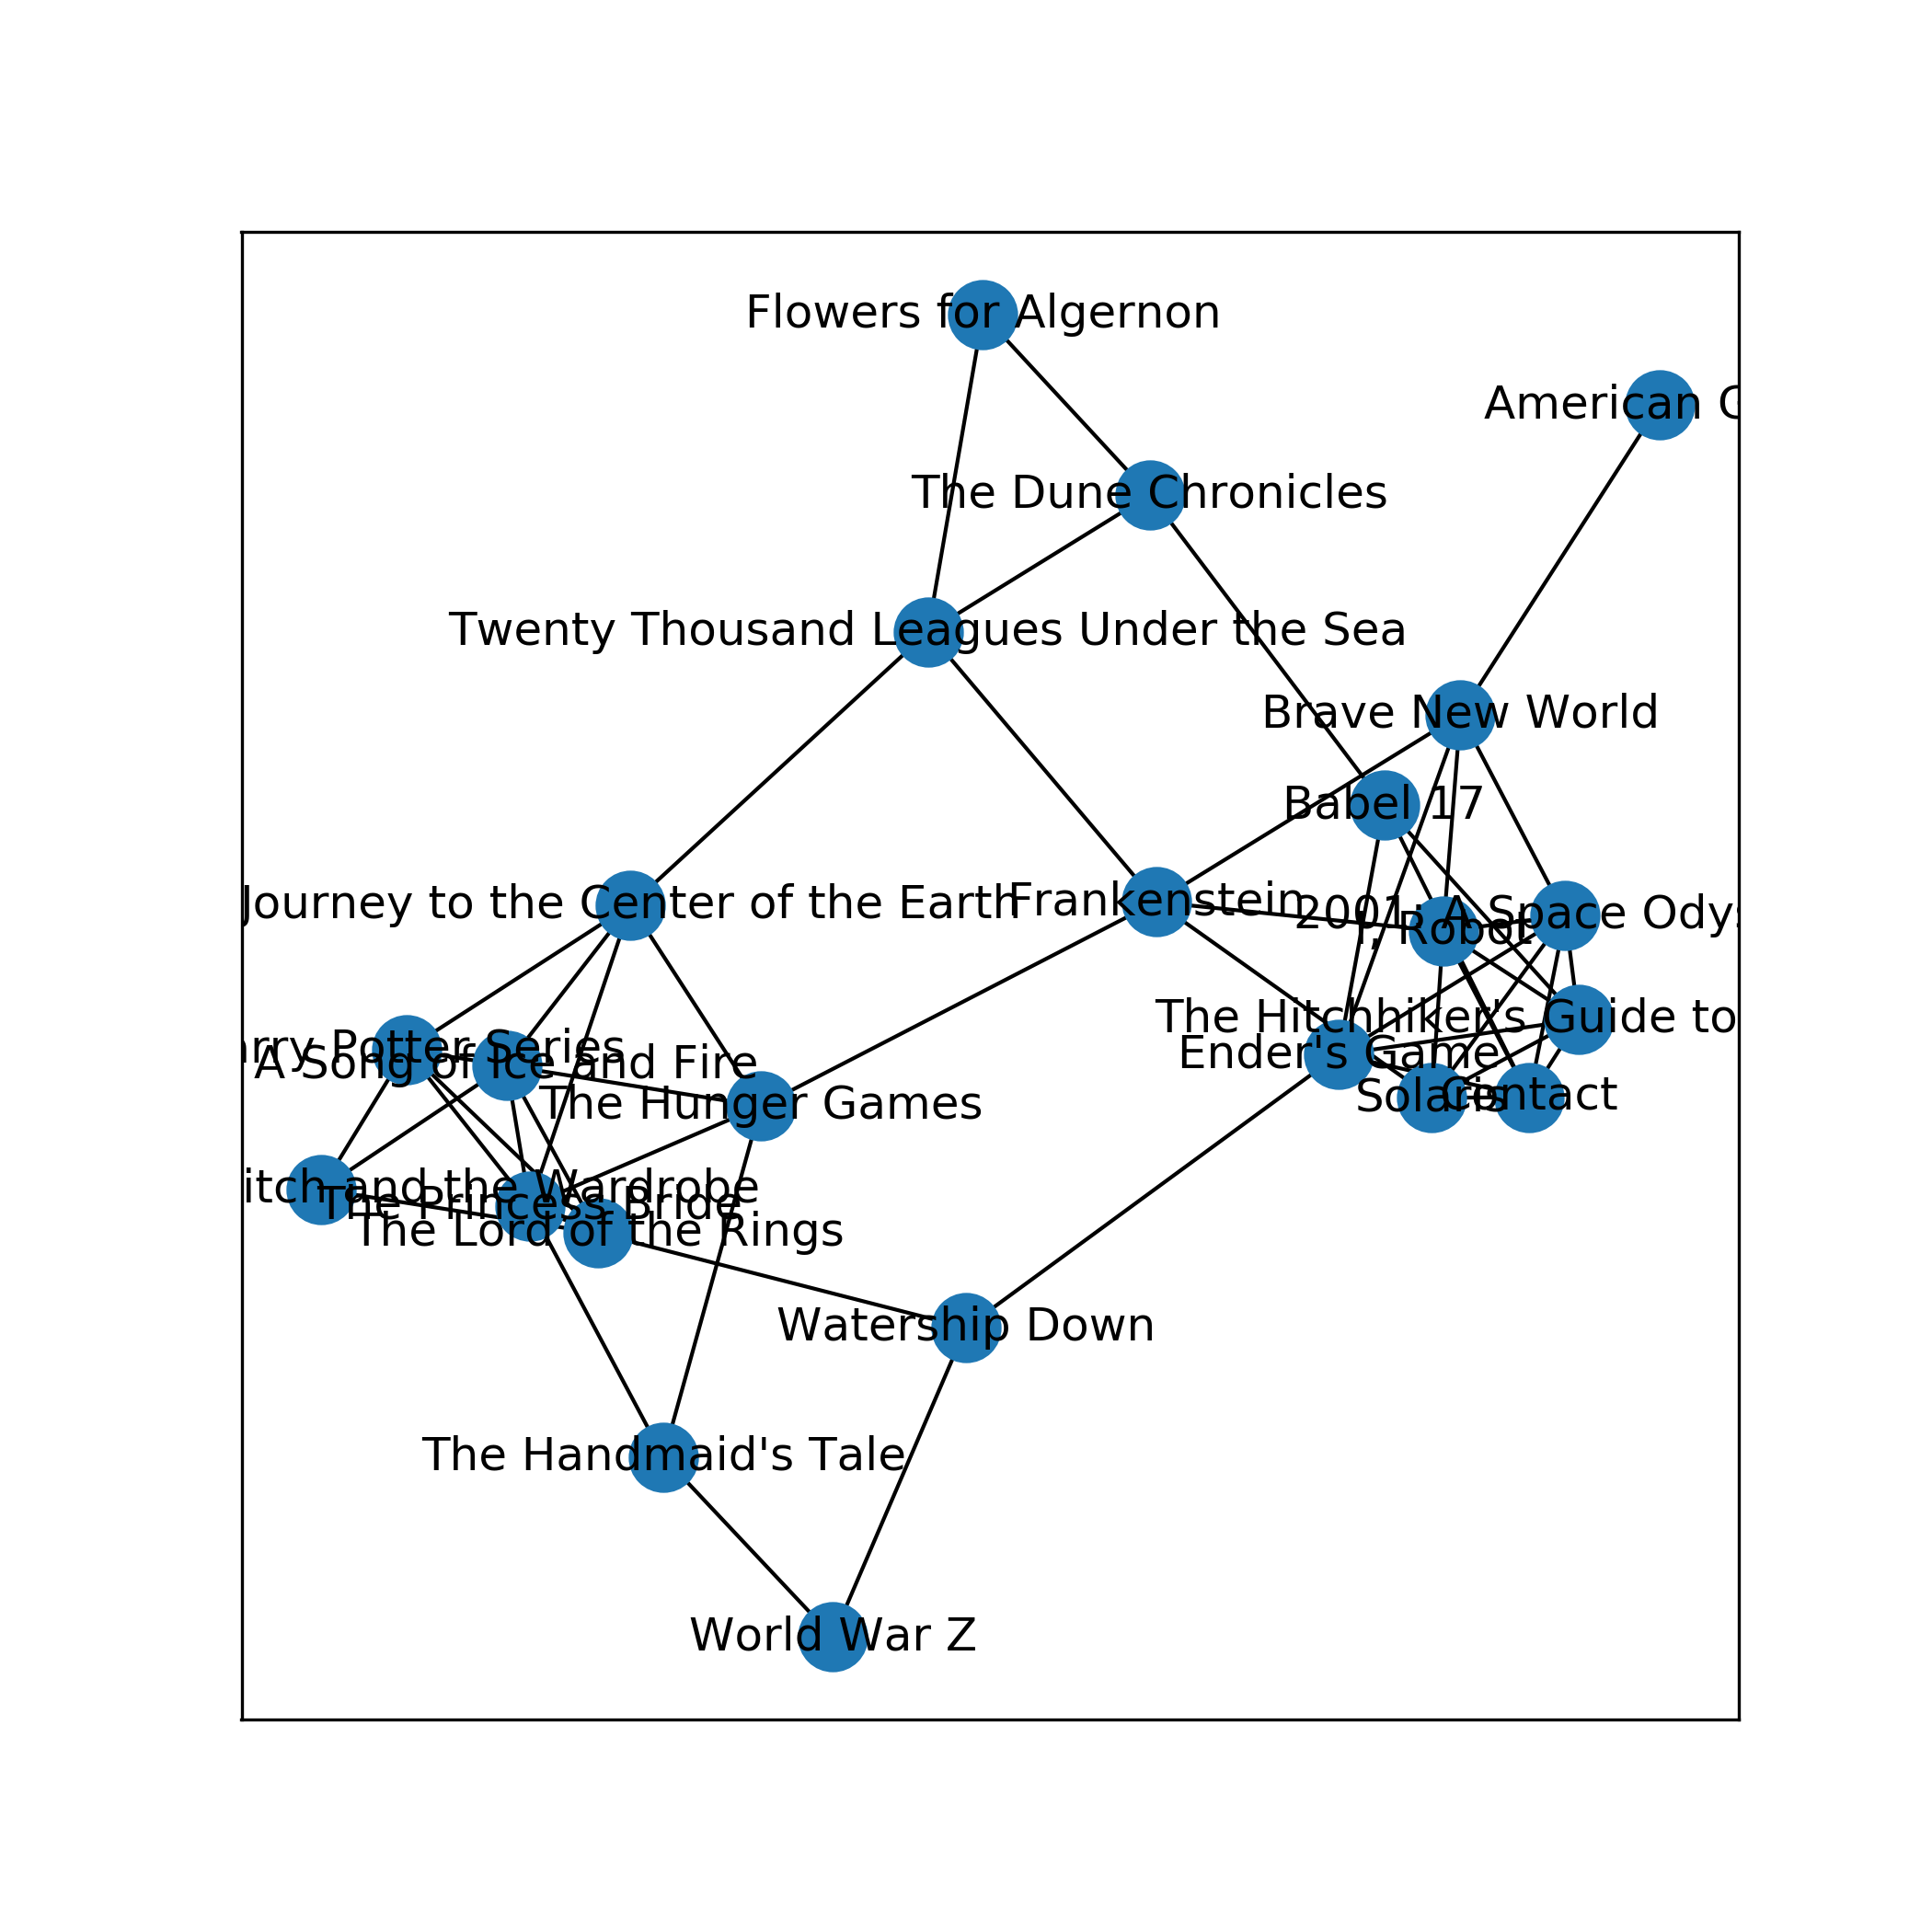 Flowers for Algernon
American
The Dune Chronicles
Twenty Thousand Leagues Under the Sea
Brave New World
Babel 17
Journey to the Center of the Earth
Frankenstein
2001: A Space
I, Robot
The Hitchhiker's Guide to
Potter Series
A Song of Ice and Fire
Ender's Game
Solaris
Contact
The Hunger Games
and the Wardrobe
The Princess Bride
The Lord of the Rings
Watership Down
The Handmaid's Tale
World War Z